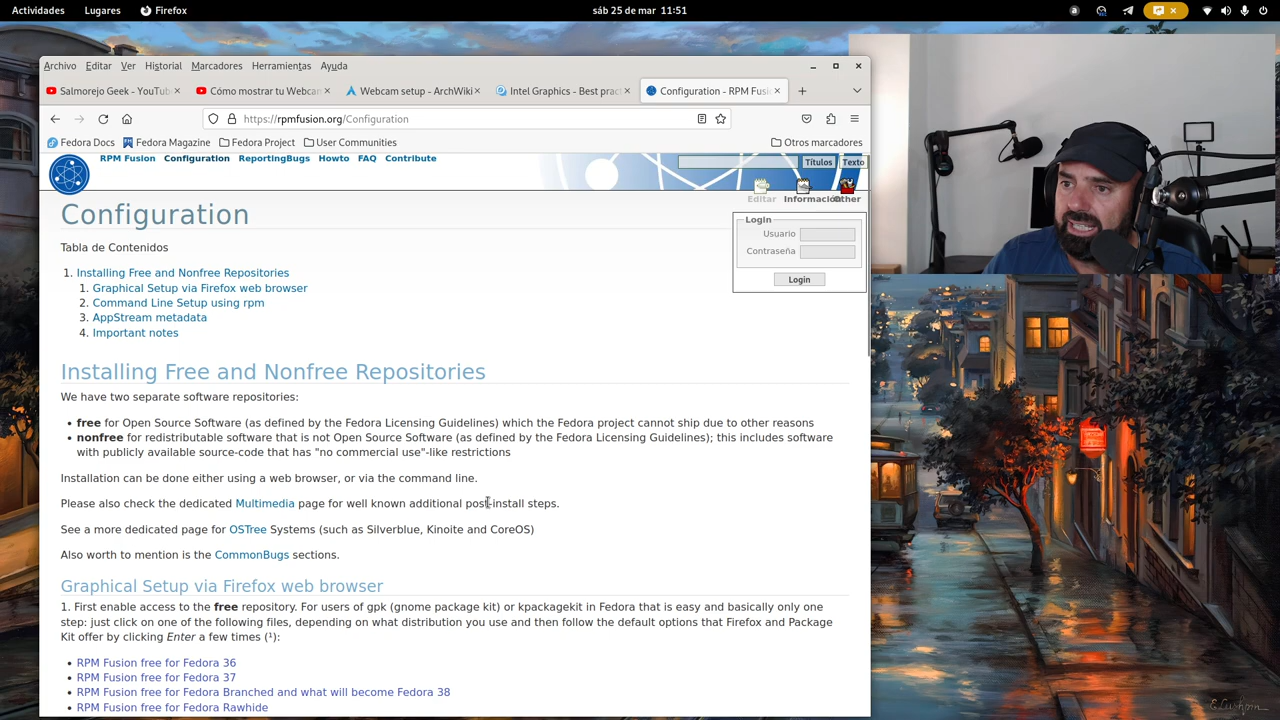 Actividades Lugares Firefox sáb 25 de mar 11:51
Archivo Editar Ver Historial Marcadores Herramientas Ayuda
Salmorejo Geek - YouTub Cómo mostrar tu Webcam Webcam setup - ArchWiki Intel Graphics - Best prac Configuration - RPM Fusi
https://rpmfusion.org/Configuration
Fedora Docs Fedora Magazine Fedora Project User Communities Otros marcadores
RPM Fusion Configuration ReportingBugs Howto FAQ Contribute
Títulos Texto
Editar Informació Other
Configuration
Login
Usuario
Contraseña
Login
Tabla de Contenidos
1. Installing Free and Nonfree Repositories
1. Graphical Setup via Firefox web browser
2. Command Line Setup using rpm
3. AppStream metadata
4. Important notes
Installing Free and Nonfree Repositories
We have two separate software repositories:
• free for Open Source Software (as defined by the Fedora Licensing Guidelines) which the Fedora project cannot ship due to other reasons
• nonfree for redistributable software that is not Open Source Software (as defined by the Fedora Licensing Guidelines); this includes software
with publicly available source-code that has "no commercial use"-like restrictions
Installation can be done either using a web browser, or via the command line.
Please also check the dedicated Multimedia page for well known additional post-install steps.
See a more dedicated page for OSTree Systems (such as Silverblue, Kinoite and CoreOS)
Also worth to mention is the CommonBugs sections.
Graphical Setup via Firefox web browser
1. First enable access to the free repository. For users of gpk (gnome package kit) or kpackagekit in Fedora that is easy and basically only one
step: just click on one of the following files, depending on what distribution you use and then follow the default options that Firefox and Package
Kit offer by clicking Enter a few times (¹):
• RPM Fusion free for Fedora 36
• RPM Fusion free for Fedora 37
• RPM Fusion free for Fedora Branched and what will become Fedora 38
• RPM Fusion free for Fedora Rawhide